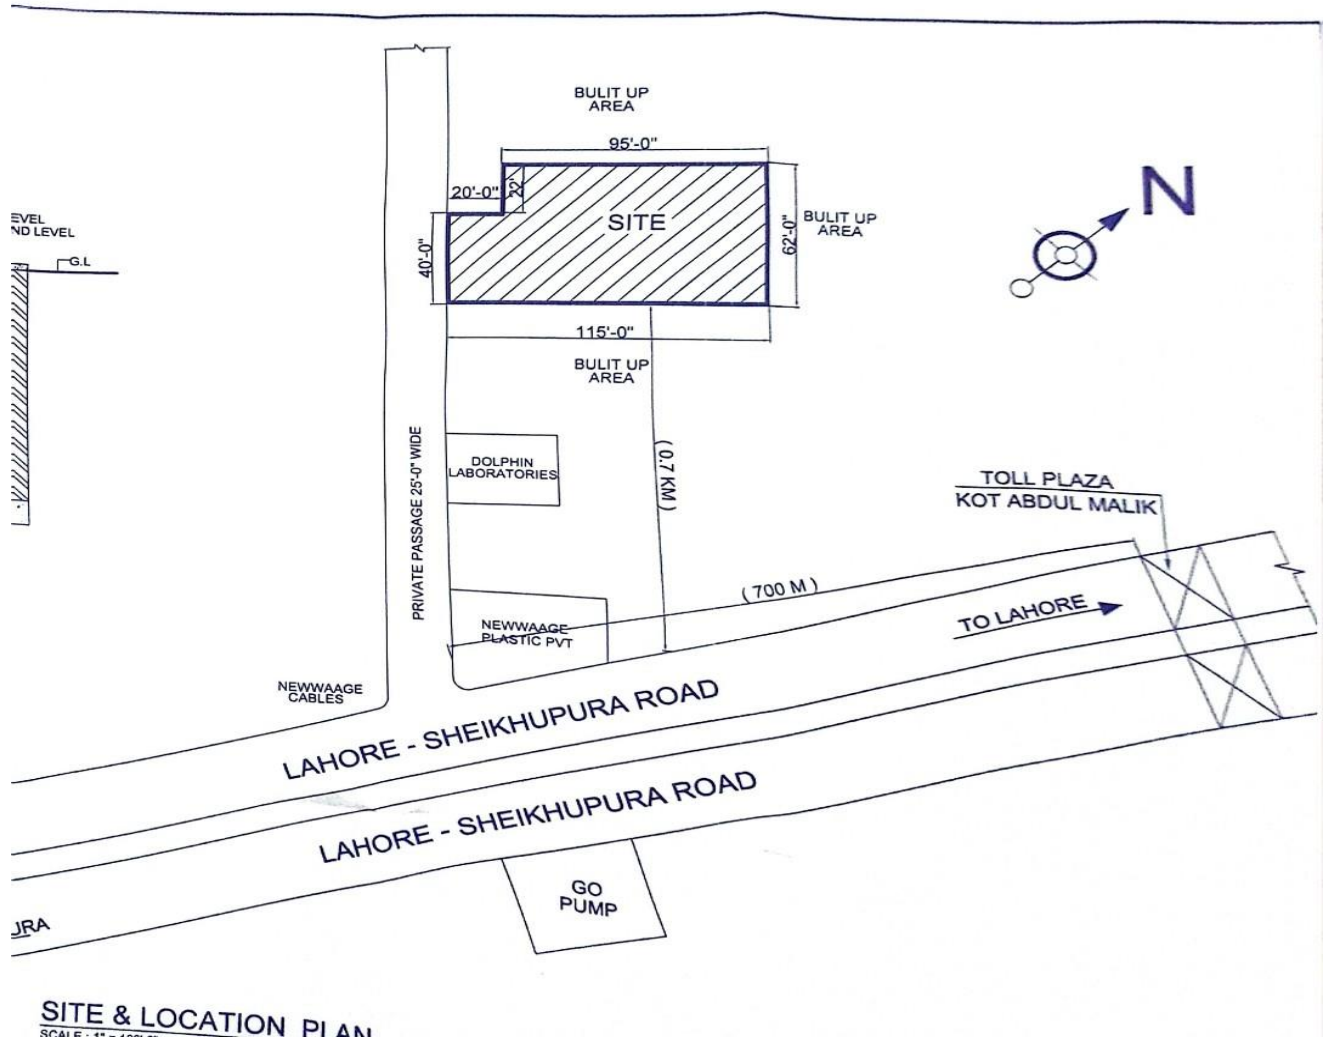 BULIT UP
AREA
95'-0"
20'-0"
22'
SITE
40'-0"
62'-0"
BULIT UP
AREA
N
EVEL
ND LEVEL
G.L
115'-0"
BULIT UP
AREA
PRIVATE PASSAGE 25'-0" WIDE
DOLPHIN
LABORATORIES
( 0.7 KM )
TOLL PLAZA
KOT ABDUL MALIK
( 700 M )
TO LAHORE
NEWWAAGE
PLASTIC PVT
NEWWAAGE
CABLES
LAHORE - SHEIKHUPURA ROAD
LAHORE - SHEIKHUPURA ROAD
GO
PUMP
URA
SITE & LOCATION PLAN
SCALE : 1" =